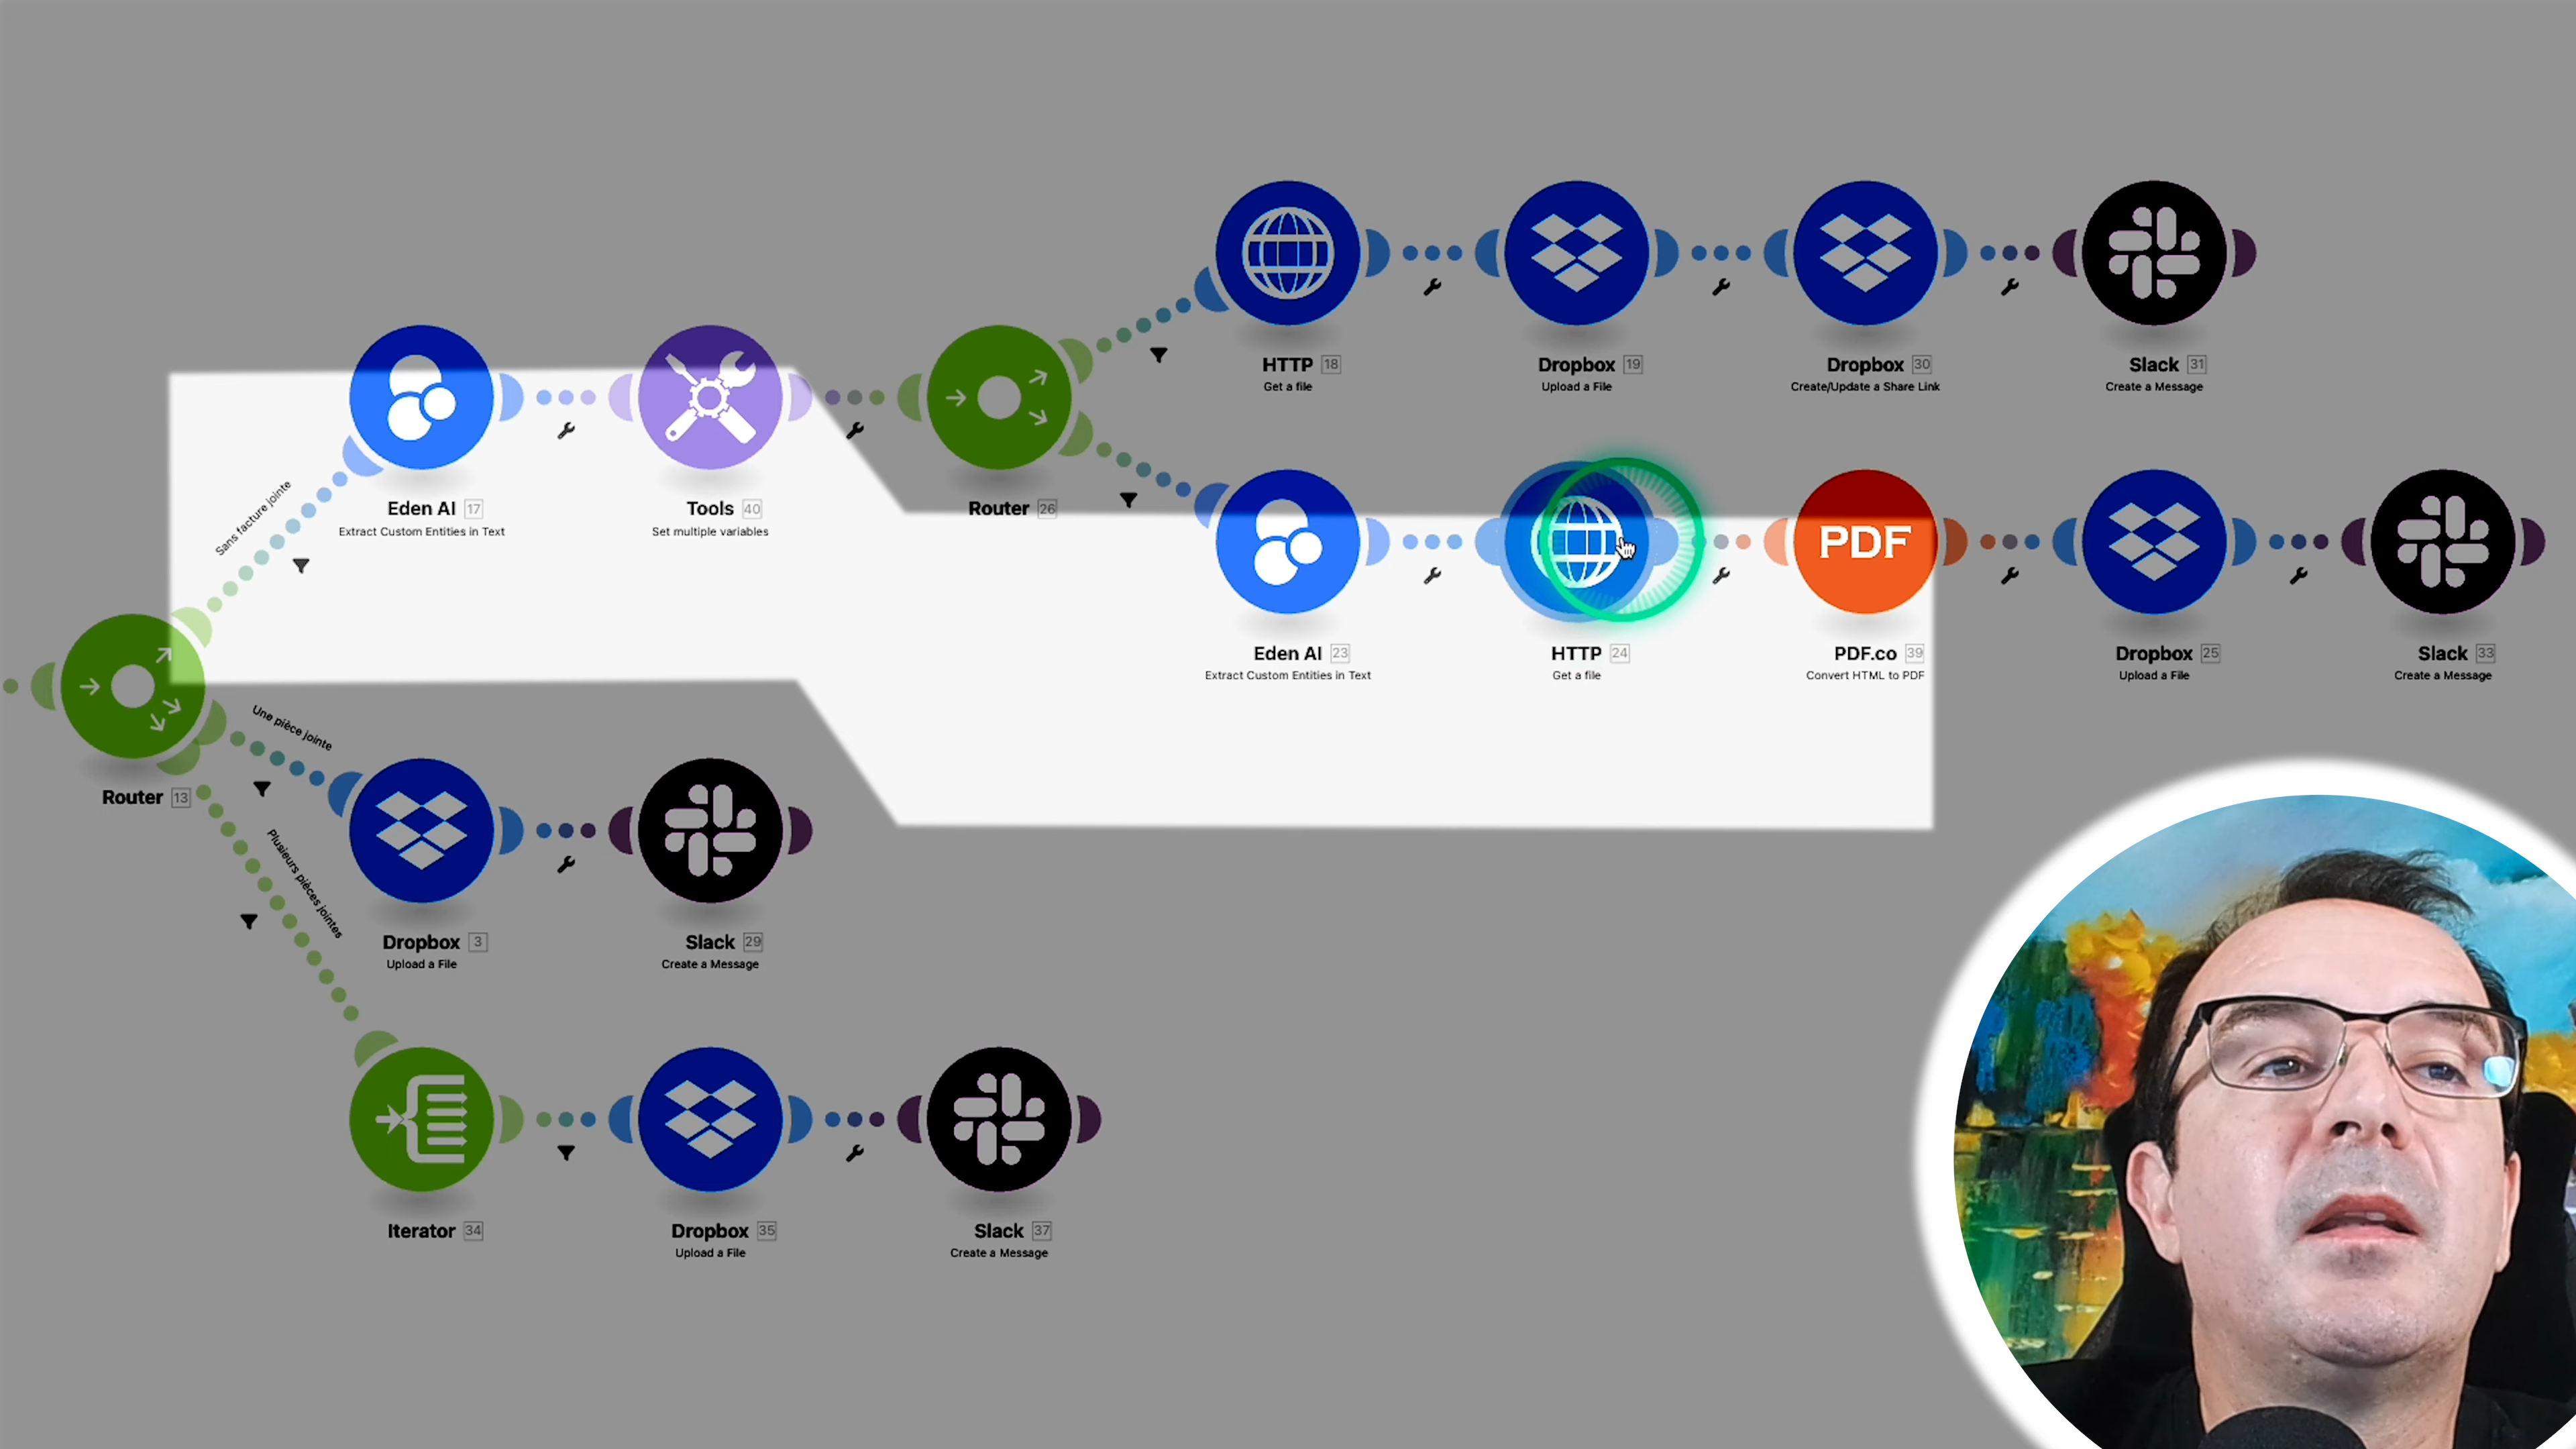 HTTP 18
Get a file
Dropbox 19
Upload a File
Dropbox 30
Create/Update a Share Link
Slack 31
Create a Message
Eden AI 17
Extract Custom Entities in Text
Tools 40
Set multiple variables
Router 26
Sans facture jointe
PDF
Eden AI 23
Extract Custom Entities in Text
HTTP 24
Get a file
PDF.co 39
Convert HTML to PDF
Dropbox 25
Upload a File
Slack 33
Create a Message
Router 13
Une pièce jointe
Plusieurs pièces jointes
Dropbox 3
Upload a File
Slack 29
Create a Message
Iterator 34
Dropbox 35
Upload a File
Slack 37
Create a Message